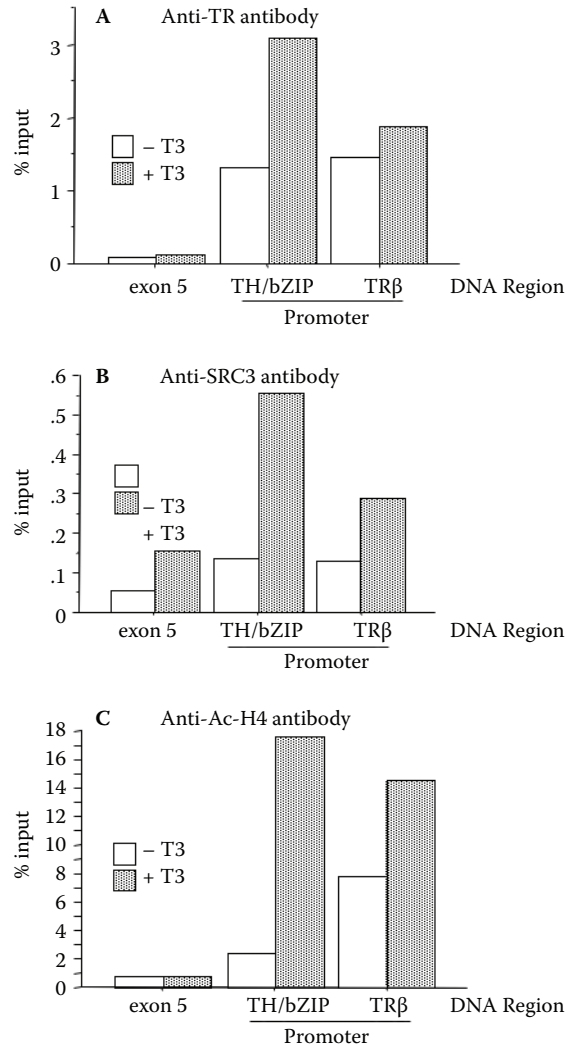 A Anti-TR antibody
3
2
1
0
% input
– T3
+ T3
exon 5 TH/bZIP TRβ DNA Region
Promoter
B Anti-SRC3 antibody
.6
.5
.4
.3
.2
.1
0
% input
– T3
+ T3
exon 5 TH/bZIP TRβ DNA Region
Promoter
C Anti-Ac-H4 antibody
18
16
14
12
10
8
6
4
2
0
% input
– T3
+ T3
exon 5 TH/bZIP TRβ DNA Region
Promoter